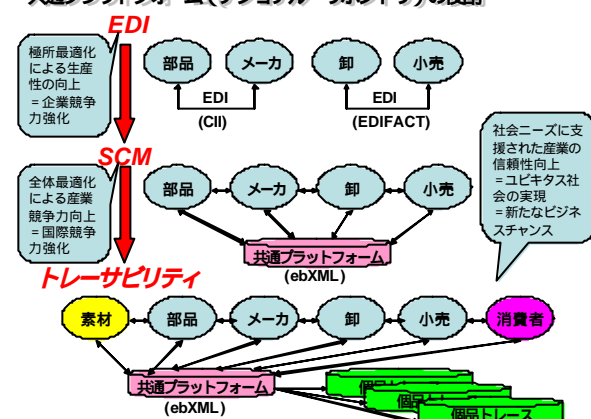 EDI
極所最適化
による生産
性の向上
=企業競争
力強化
部品
メーカ
卸
小売
EDI
(CII)
EDI
(EDIFACT)
SCM
全体最適化
による産業
競争力向上
=国際競争
力強化
部品
メーカ
卸
小売
共通プラットフォーム
(ebXML)
社会ニーズに支
援された産業の
信頼性向上
=ユビキタス社
会の実現
=新たなビジネ
スチャンス
トレーサビリティ
素材
部品
メーカ
卸
小売
消費者
共通プラットフォーム
(ebXML)
個品トレース